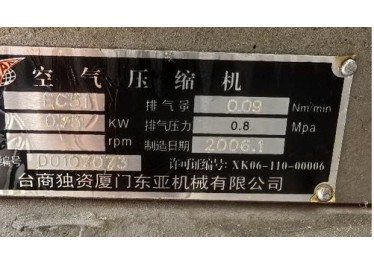 空气压缩机
排气量 0.09 Nm³/min
KW 排气压力 0.8 Mpa
rpm 制造日期 2006.1
编号 D0107073 许可证编号: XK06-110-00006
台商独资厦门东亚机械有限公司